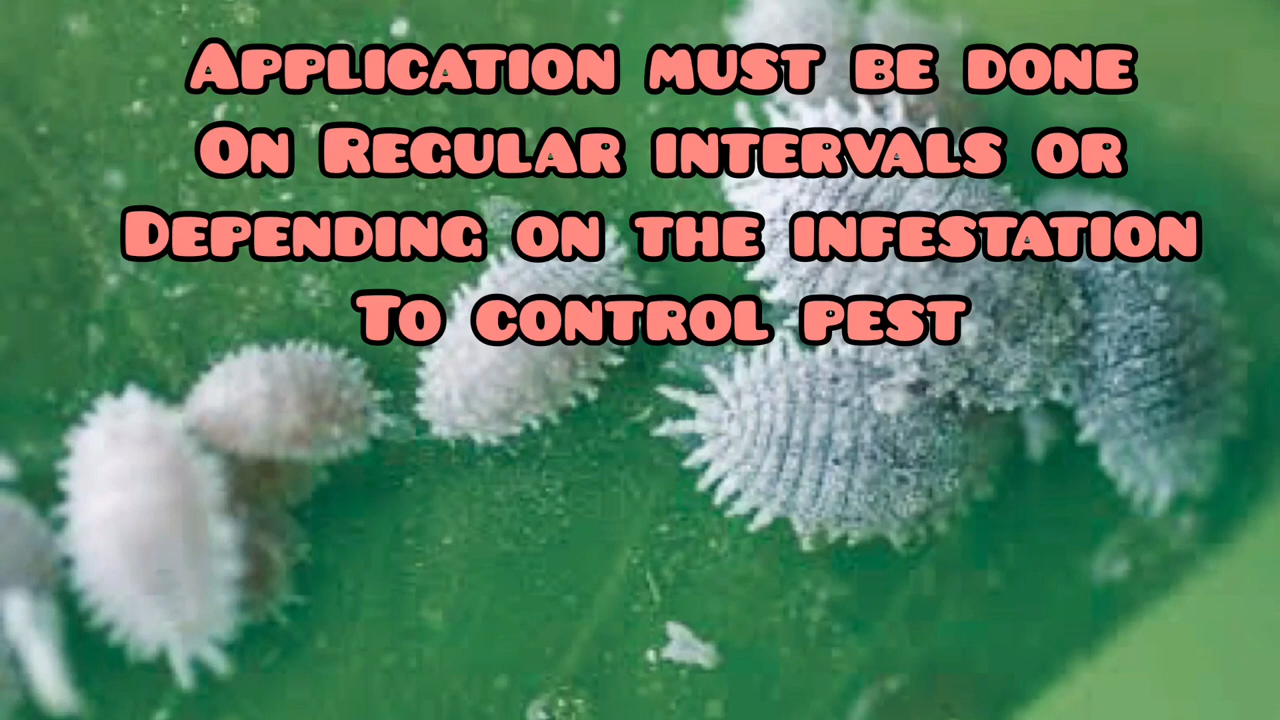 Application must be done
On Regular intervals or
Depending on the infestation
To control pest